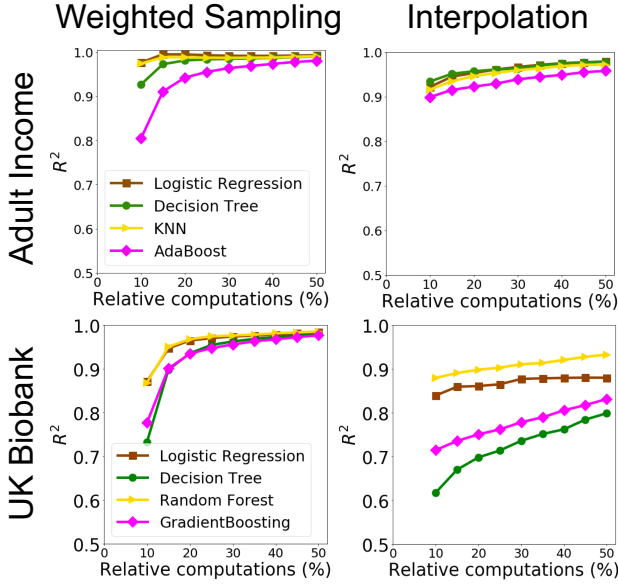 Weighted Sampling
Interpolation
Adult Income
R²
1.0
0.9
0.8
0.7
0.6
0.5
Logistic Regression
Decision Tree
KNN
AdaBoost
0 10 20 30 40 50
Relative computations (%)
R²
1.0
0.9
0.8
0.7
0.6
0.5
0 10 20 30 40 50
Relative computations (%)
UK Biobank
R²
1.0
0.9
0.8
0.7
0.6
0.5
Logistic Regression
Decision Tree
Random Forest
GradientBoosting
0 10 20 30 40 50
Relative computations (%)
R²
1.0
0.9
0.8
0.7
0.6
0.5
0 10 20 30 40 50
Relative computations (%)